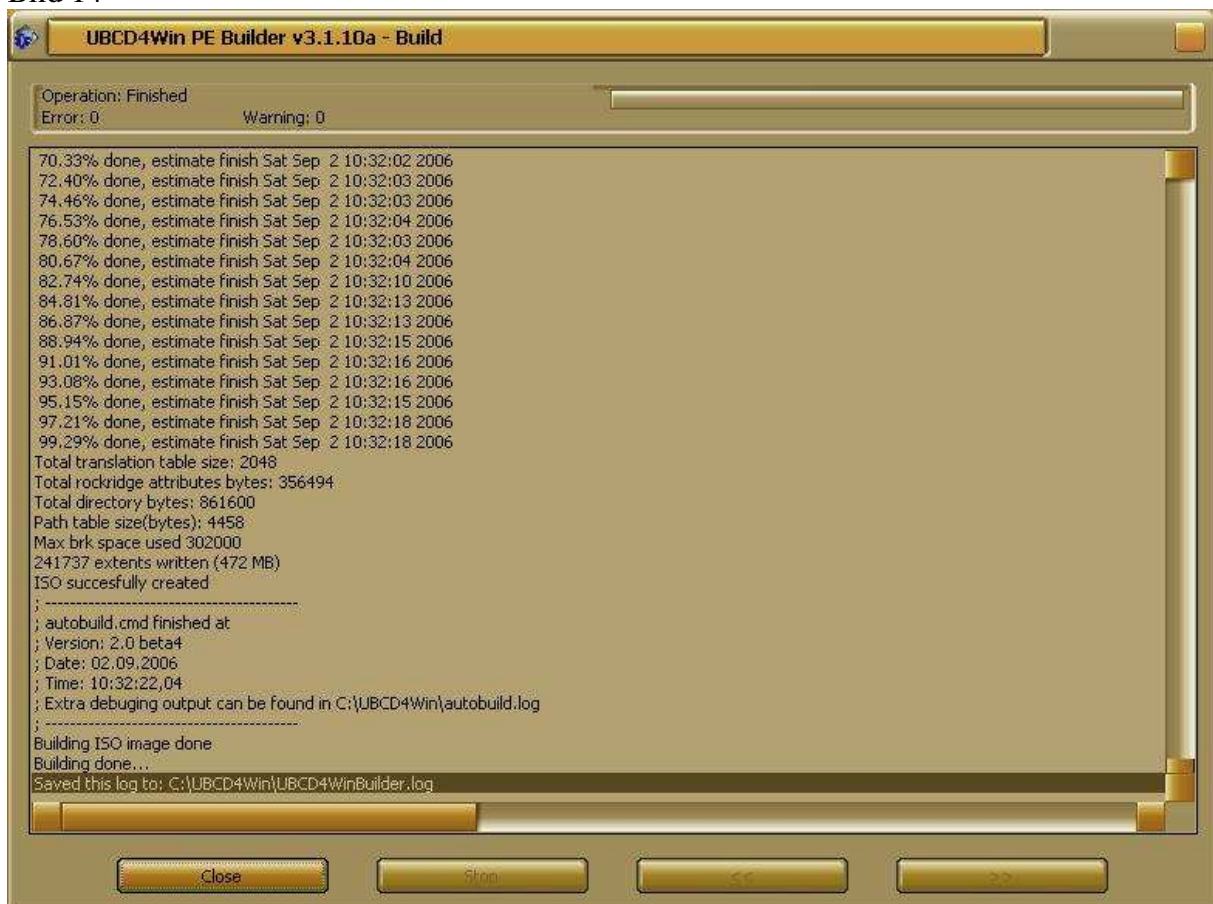 Bild 14
UBCD4Win PE Builder v3.1.10a - Build
Operation: Finished
Error: 0 Warning: 0
70.33% done, estimate finish Sat Sep 2 10:32:02 2006
72.40% done, estimate finish Sat Sep 2 10:32:03 2006
74.46% done, estimate finish Sat Sep 2 10:32:03 2006
76.53% done, estimate finish Sat Sep 2 10:32:04 2006
78.60% done, estimate finish Sat Sep 2 10:32:03 2006
80.67% done, estimate finish Sat Sep 2 10:32:04 2006
82.74% done, estimate finish Sat Sep 2 10:32:10 2006
84.81% done, estimate finish Sat Sep 2 10:32:13 2006
86.87% done, estimate finish Sat Sep 2 10:32:13 2006
88.94% done, estimate finish Sat Sep 2 10:32:15 2006
91.01% done, estimate finish Sat Sep 2 10:32:16 2006
93.08% done, estimate finish Sat Sep 2 10:32:16 2006
95.15% done, estimate finish Sat Sep 2 10:32:15 2006
97.21% done, estimate finish Sat Sep 2 10:32:18 2006
99.29% done, estimate finish Sat Sep 2 10:32:18 2006
Total translation table size: 2048
Total rockridge attributes bytes: 356494
Total directory bytes: 861600
Path table size(bytes): 4458
Max brk space used 302000
241737 extents written (472 MB)
ISO succesfully created
; ------------------------------------------
; autobuild.cmd finished at
; Version: 2.0 beta4
; Date: 02.09.2006
; Time: 10:32:22,04
; Extra debuging output can be found in C:\UBCD4Win\autobuild.log
; ------------------------------------------
Building ISO image done
Building done...
Saved this log to: C:\UBCD4Win\UBCD4WinBuilder.log
Close Stop << >>